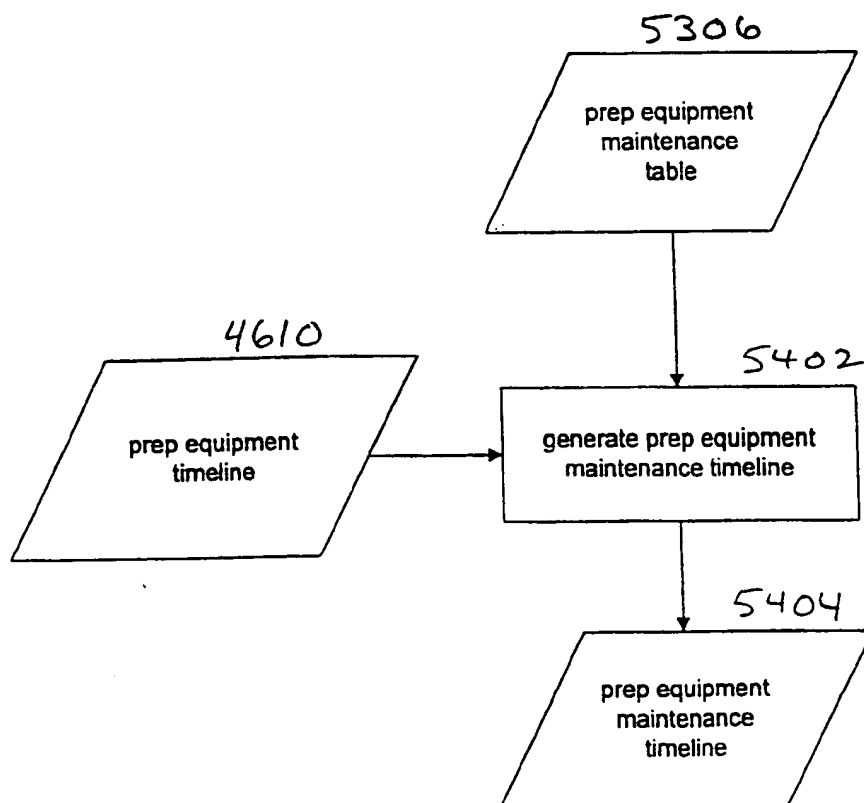 5306
prep equipment
maintenance
table
4610
prep equipment
timeline
5402
generate prep equipment
maintenance timeline
5404
prep equipment
maintenance
timeline